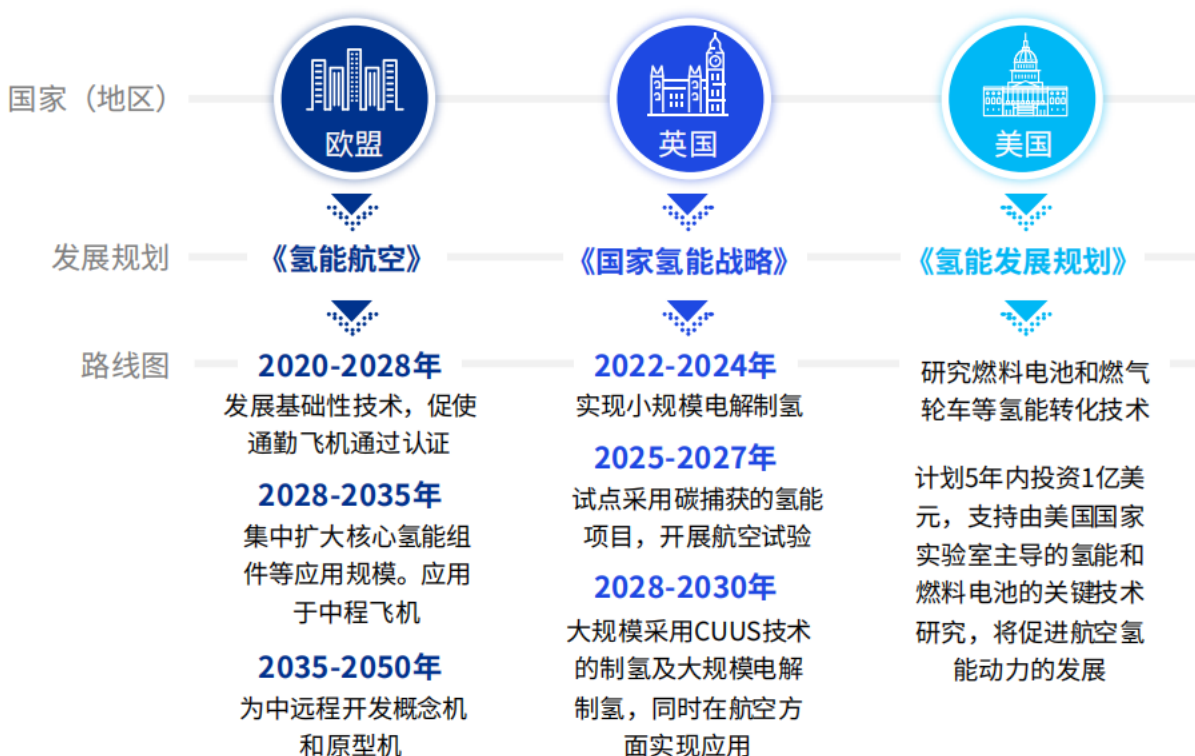 国家（地区）
欧盟
英国
美国
发展规划
《氢能航空》
《国家氢能战略》
《氢能发展规划》
路线图
2020-2028年
发展基础性技术，促使
通勤飞机通过认证
2028-2035年
集中扩大核心氢能组
件等应用规模。应用
于中程飞机
2035-2050年
为中远程开发概念机
和原型机
2022-2024年
实现小规模电解制氢
2025-2027年
试点采用碳捕获的氢能
项目，开展航空试验
2028-2030年
大规模采用CUUS技术
的制氢及大规模电解
制氢，同时在航空方
面实现应用
研究燃料电池和燃气
轮车等氢能转化技术
计划5年内投资1亿美
元，支持由美国国家
实验室主导的氢能和
燃料电池的关键技术
研究，将促进航空氢
能动力的发展